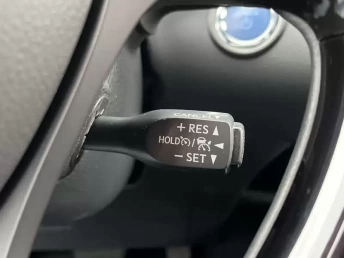 CANCEL
+ RES
HOLD /
− SET